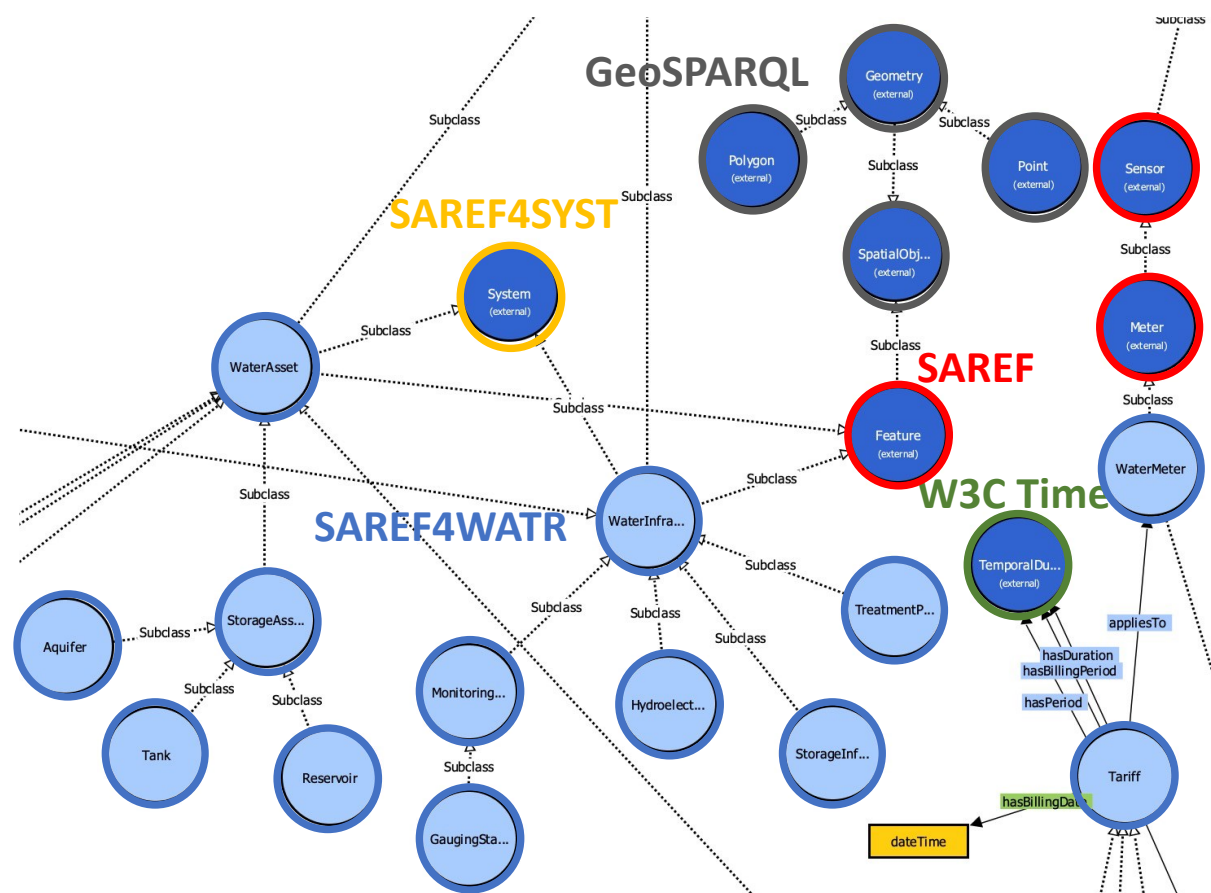 Subclass
GeoSPARQL
Geometry
(external)
Subclass
Subclass
Subclass
Polygon
(external)
Point
(external)
Sensor
(external)
Subclass
Subclass
SAREF4SYST
SpatialObj...
(external)
Subclass
System
(external)
Subclass
Meter
(external)
WaterAsset
Subclass
SAREF
Subclass
Subclass
Feature
(external)
WaterMeter
Subclass
Subclass
W3C Time
SAREF4WATR
WaterInfra...
TemporalDu...
(external)
Subclass
TreatmentP...
StorageAss...
Subclass
Aquifer
Subclass
appliesTo
Subclass
Subclass
hasDuration
hasBillingPeriod
Subclass
Subclass
Monitoring...
Hydroelect...
hasPeriod
Tank
StorageInf...
Reservoir
Subclass
Tariff
hasBillingDate
GaugingSta...
dateTime